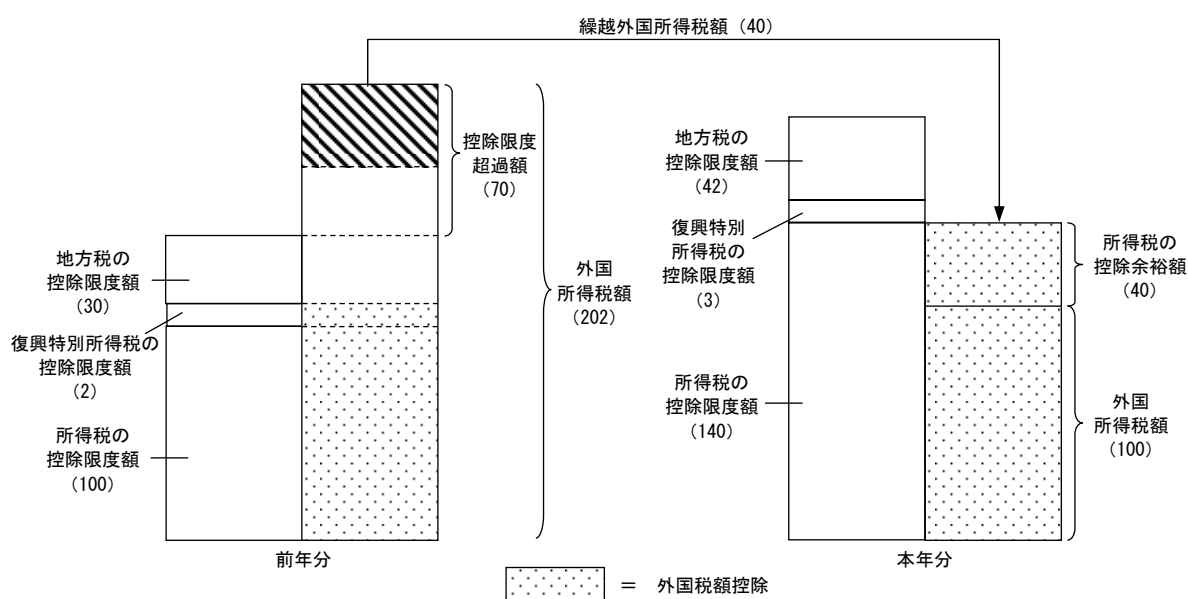 繰越外国所得税額（40）
控除限度
超過額
（70）
外国
所得税額
（202）
地方税の
控除限度額
（30）
復興特別所得税の
控除限度額
（2）
所得税の
控除限度額
（100）
前年分
地方税の
控除限度額
（42）
復興特別
所得税の
控除限度額
（3）
所得税の
控除限度額
（140）
所得税の
控除余裕額
（40）
外国
所得税額
（100）
本年分
＝ 外国税額控除